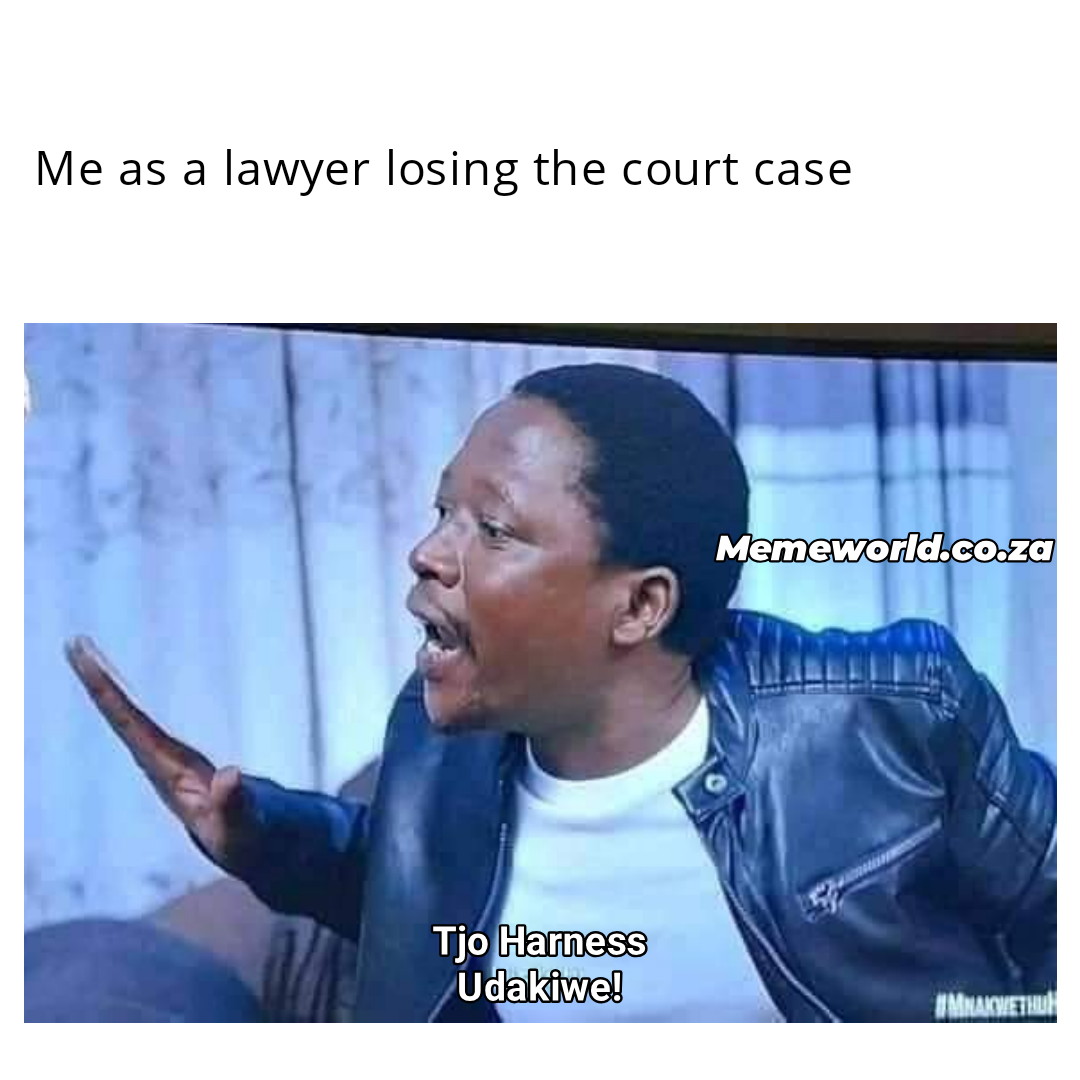 Me as a lawyer losing the court case
Memeworld.co.za
Tjo Harness
Udakiwe!